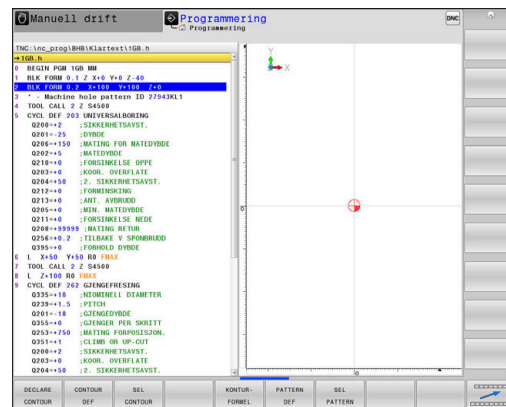 Manuell drift
Programmering
Programmering
DNC
TNC:\nc_prog\BHB\Klartext\1GB.h
→1GB.h
0 BEGIN PGM 1GB MM
1 BLK FORM 0.1 Z X+0 Y+0 Z-40
2 BLK FORM 0.2 X+100 Y+100 Z+0
3 * - Machine hole pattern ID 27943KL1
4 TOOL CALL 2 Z S4500
5 CYCL DEF 203 UNIVERSALBORING
Q200=+2 ;SIKKERHETSAVST.
Q201=-25 ;DYBDE
Q206=+150 ;MATING FOR MATEDYBDE
Q202=+5 ;MATEDYBDE
Q210=+0 ;FORSINKELSE OPPE
Q203=+0 ;KOOR. OVERFLATE
Q204=+50 ;2. SIKKERHETSAVST.
Q212=+0 ;FORMINSKING
Q213=+0 ;ANT. AVBRUDD
Q205=+0 ;MIN. MATEDYBDE
Q211=+0 ;FORSINKELSE NEDE
Q208=+99999 ;MATING RETUR
Q256=+0.2 ;TILBAKE V SPONBRUDD
Q395=+0 ;FORHOLD DYBDE
6 L X+50 Y+50 R0 FMAX
7 TOOL CALL 2 Z S4500
8 L Z+100 R0 FMAX
9 CYCL DEF 262 GJENGEFRESING
Q335=+10 ;NIOMINELL DIAMETER
Q239=+1.5 ;PITCH
Q201=-18 ;GJENGEDYBDE
Q355=+0 ;GJENGER PER SKRITT
Q253=+750 ;MATING FORPOSISJON.
Q351=+1 ;CLIMB OR UP-CUT
Q200=+2 ;SIKKERHETSAVST.
Q203=+0 ;KOOR. OVERFLATE
Q204=+50 ;2. SIKKERHETSAVST.
Y
X
0
0
DECLARE CONTOUR
CONTOUR DEF
SEL CONTOUR
KONTUR- FORMEL
PATTERN DEF
SEL PATTERN